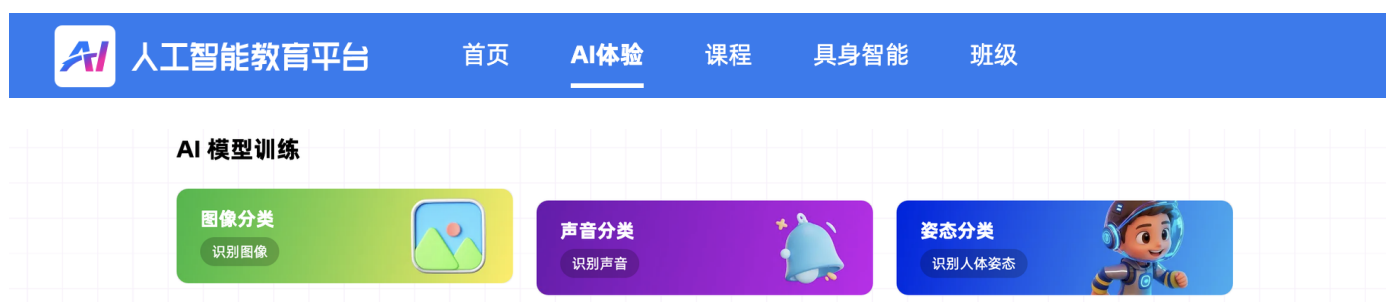 AI 人工智能教育平台 首页 AI体验 课程 具身智能 班级
AI 模型训练
图像分类
识别图像
声音分类
识别声音
姿态分类
识别人体姿态